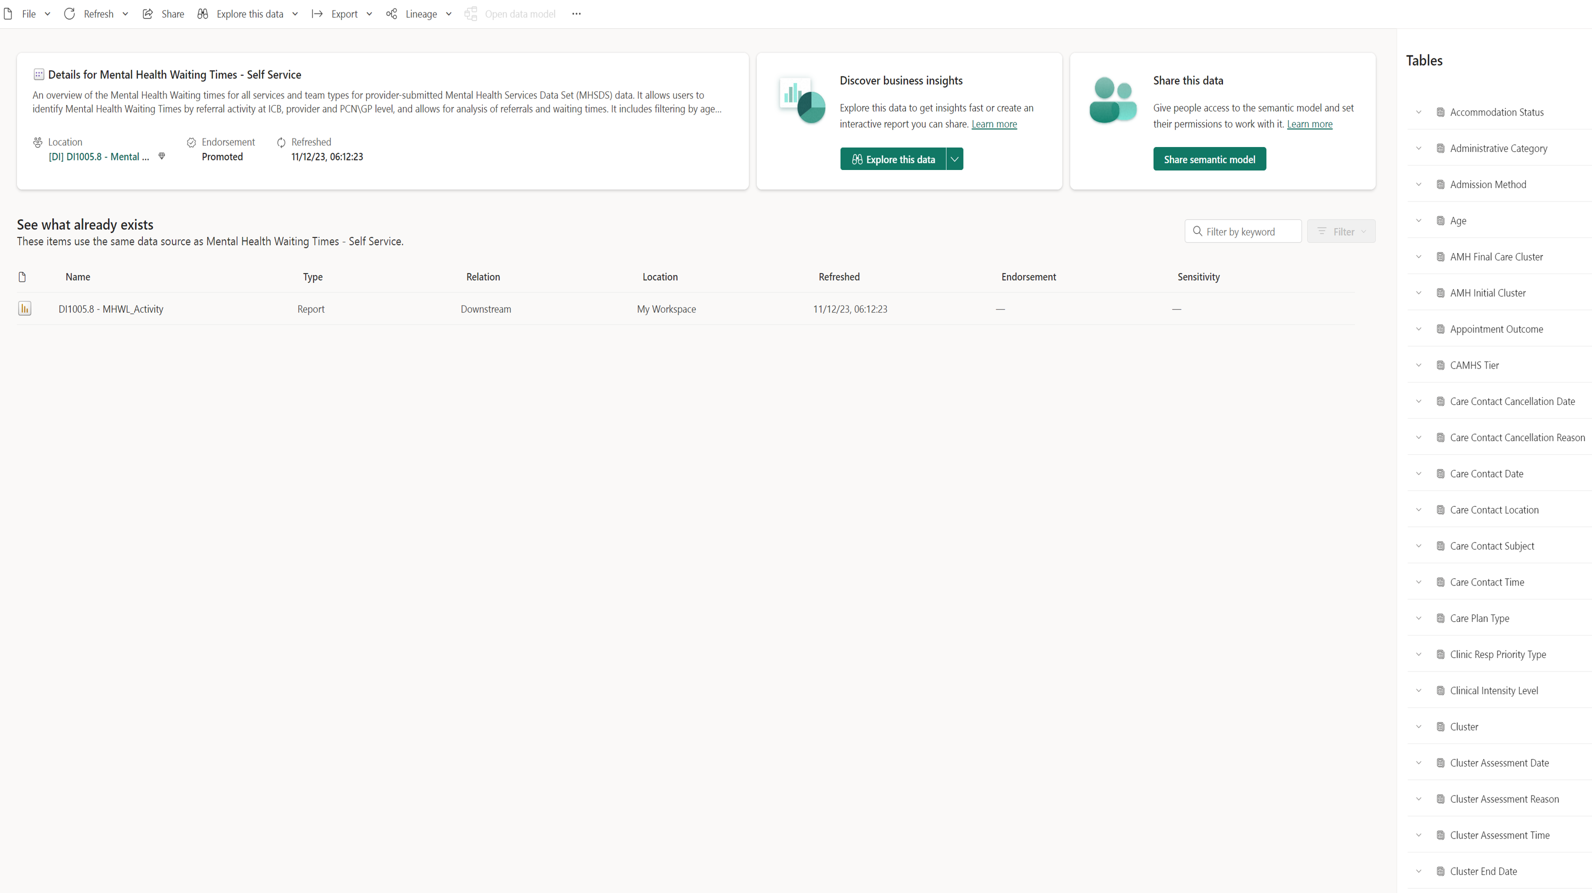 File Refresh Share Explore this data Export Lineage Open data model ...
Details for Mental Health Waiting Times - Self Service
An overview of the Mental Health Waiting times for all services and team types for provider-submitted Mental Health Services Data Set (MHSDS) data. It allows users to
identify Mental Health Waiting Times by referral activity at ICB, provider and PCN\GP level, and allows for analysis of referrals and waiting times. It includes filtering by age...
Location Endorsement Refreshed
[DI] DI1005.8 - Mental ... Promoted 11/12/23, 06:12:23
Discover business insights
Explore this data to get insights fast or create an
interactive report you can share. Learn more
Explore this data
Share this data
Give people access to the semantic model and set
their permissions to work with it. Learn more
Share semantic model
See what already exists
These items use the same data source as Mental Health Waiting Times - Self Service.
Filter by keyword Filter
Name Type Relation Location Refreshed Endorsement Sensitivity
DI1005.8 - MHWL_Activity Report Downstream My Workspace 11/12/23, 06:12:23 — —
Tables
Accommodation Status
Administrative Category
Admission Method
Age
AMH Final Care Cluster
AMH Initial Cluster
Appointment Outcome
CAMHS Tier
Care Contact Cancellation Date
Care Contact Cancellation Reason
Care Contact Date
Care Contact Location
Care Contact Subject
Care Contact Time
Care Plan Type
Clinic Resp Priority Type
Clinical Intensity Level
Cluster
Cluster Assessment Date
Cluster Assessment Reason
Cluster Assessment Time
Cluster End Date